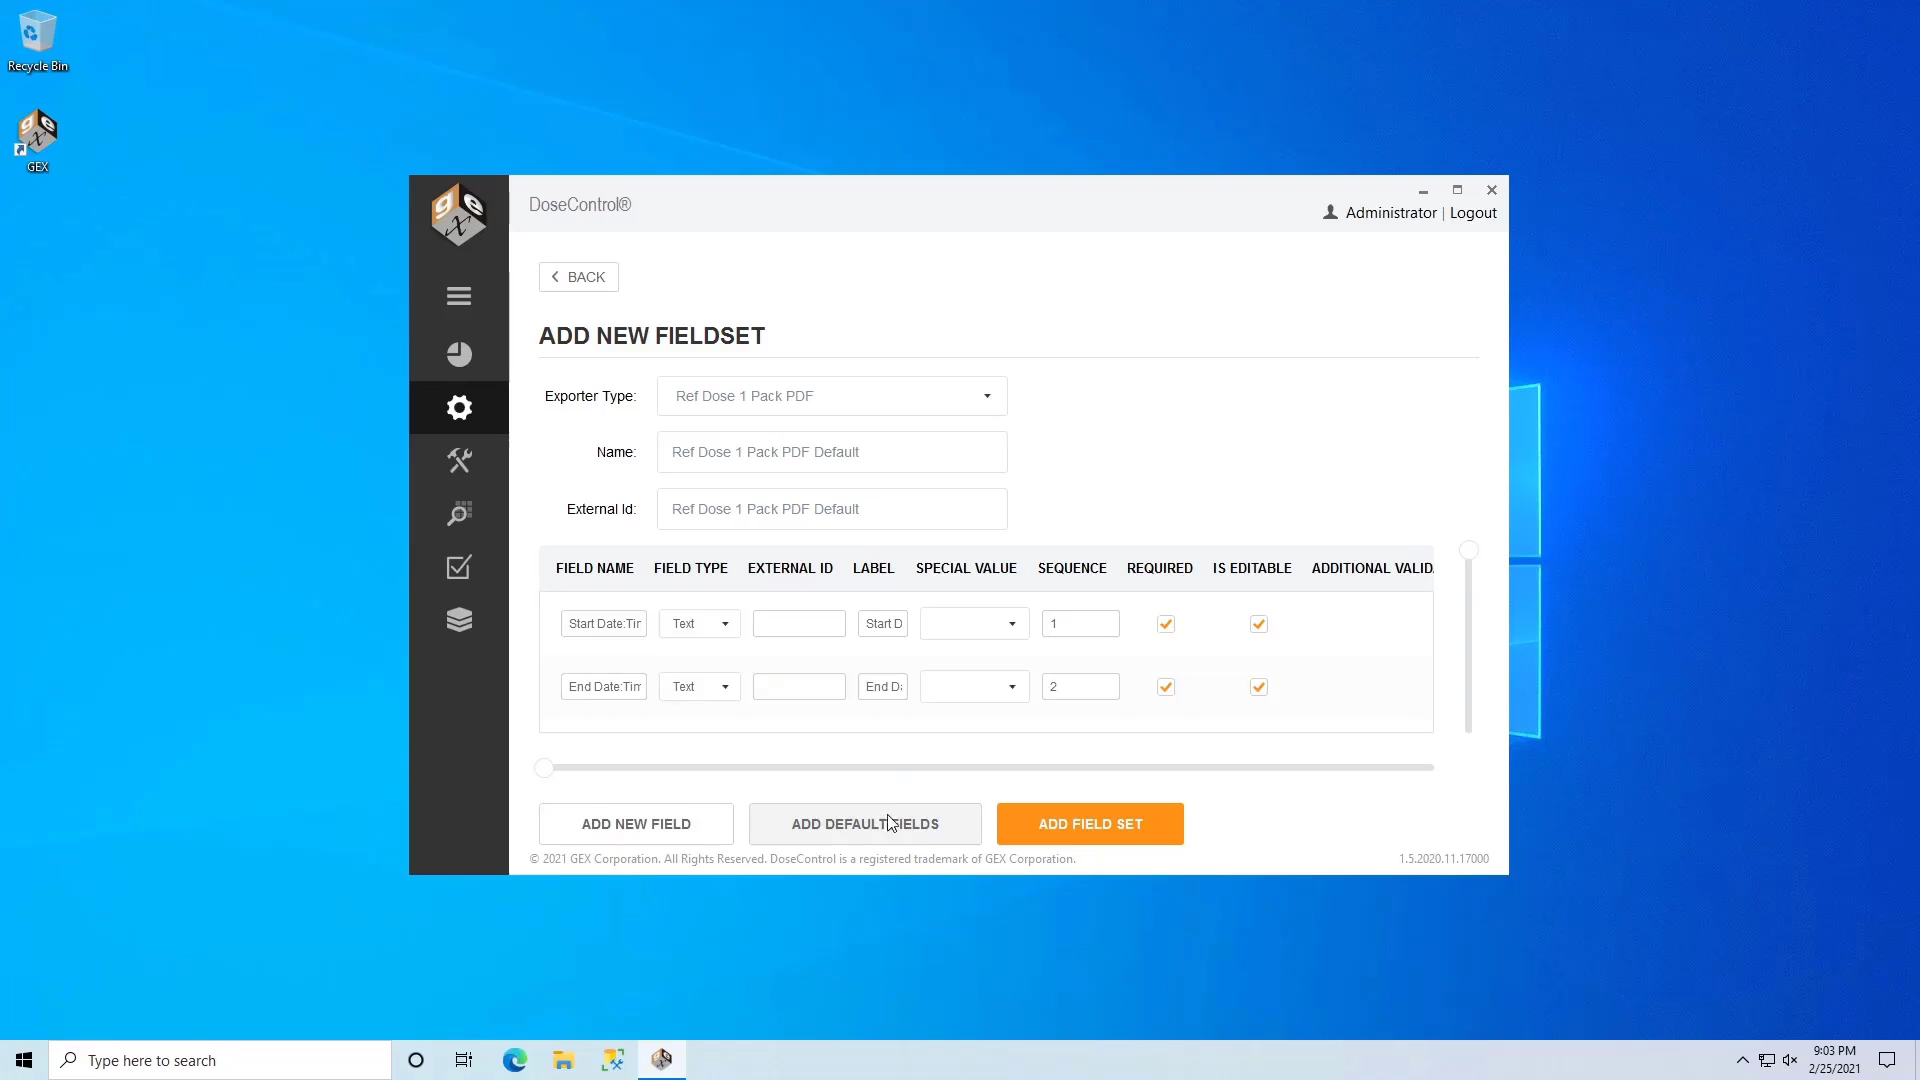 Recycle Bin
GEX
DoseControl®
Administrator | Logout
BACK
ADD NEW FIELDSET
Exporter Type: Ref Dose 1 Pack PDF
Name: Ref Dose 1 Pack PDF Default
External Id: Ref Dose 1 Pack PDF Default
FIELD NAME FIELD TYPE EXTERNAL ID LABEL SPECIAL VALUE SEQUENCE REQUIRED IS EDITABLE ADDITIONAL VALID
Start Date:Tir Text Start D 1
End Date:Tim Text End Da 2
ADD NEW FIELD ADD DEFAULT FIELDS ADD FIELD SET
© 2021 GEX Corporation. All Rights Reserved. DoseControl is a registered trademark of GEX Corporation. 1.5.2020.11.17000
Type here to search
9:03 PM
2/25/2021